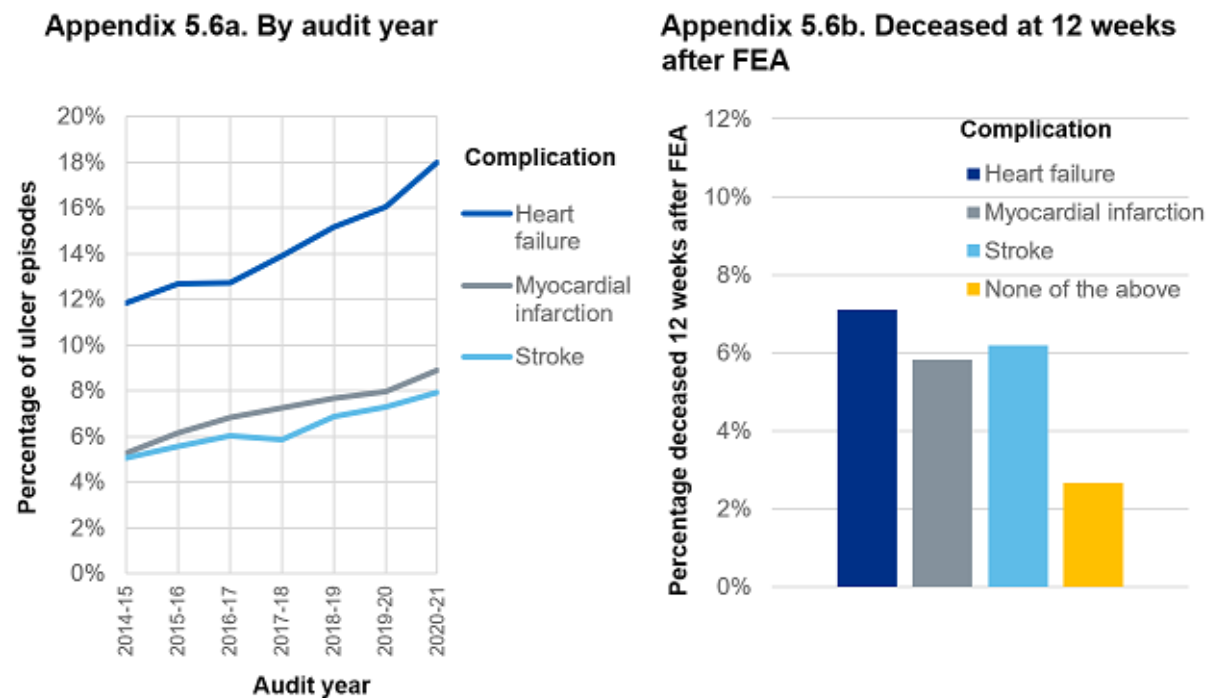 Appendix 5.6a. By audit year
20%
18%
16%
14%
12%
10%
8%
6%
4%
2%
0%
Percentage of ulcer episodes
2014-15
2015-16
2016-17
2017-18
2018-19
2019-20
2020-21
Audit year
Complication
Heart
failure
Myocardial
infarction
Stroke
Appendix 5.6b. Deceased at 12 weeks
after FEA
12%
10%
8%
6%
4%
2%
0%
Percentage deceased 12 weeks after FEA
Complication
Heart failure
Myocardial infarction
Stroke
None of the above